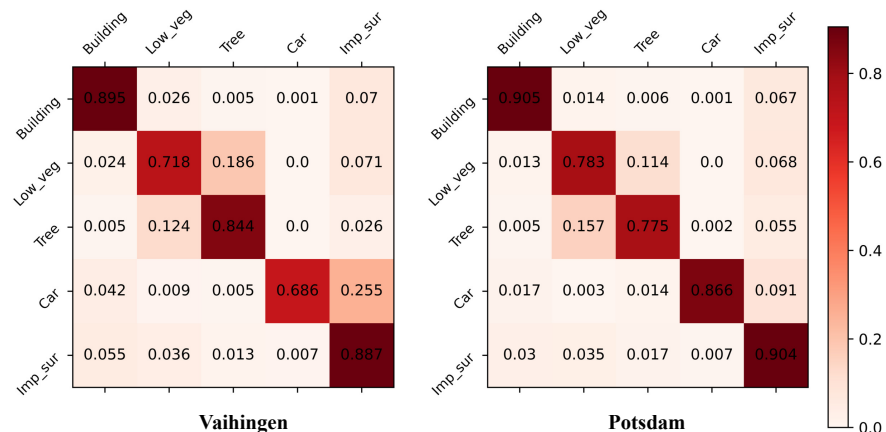 Building Low_veg Tree Car Imp_sur
Building 0.895 0.026 0.005 0.001 0.07
Low_veg 0.024 0.718 0.186 0.0 0.071
Tree 0.005 0.124 0.844 0.0 0.026
Car 0.042 0.009 0.005 0.686 0.255
Imp_sur 0.055 0.036 0.013 0.007 0.887
Vaihingen
Building Low_veg Tree Car Imp_sur
Building 0.905 0.014 0.006 0.001 0.067
Low_veg 0.013 0.783 0.114 0.0 0.068
Tree 0.005 0.157 0.775 0.002 0.055
Car 0.017 0.003 0.014 0.866 0.091
Imp_sur 0.03 0.035 0.017 0.007 0.904
Potsdam
0.8
0.6
0.4
0.2
0.0